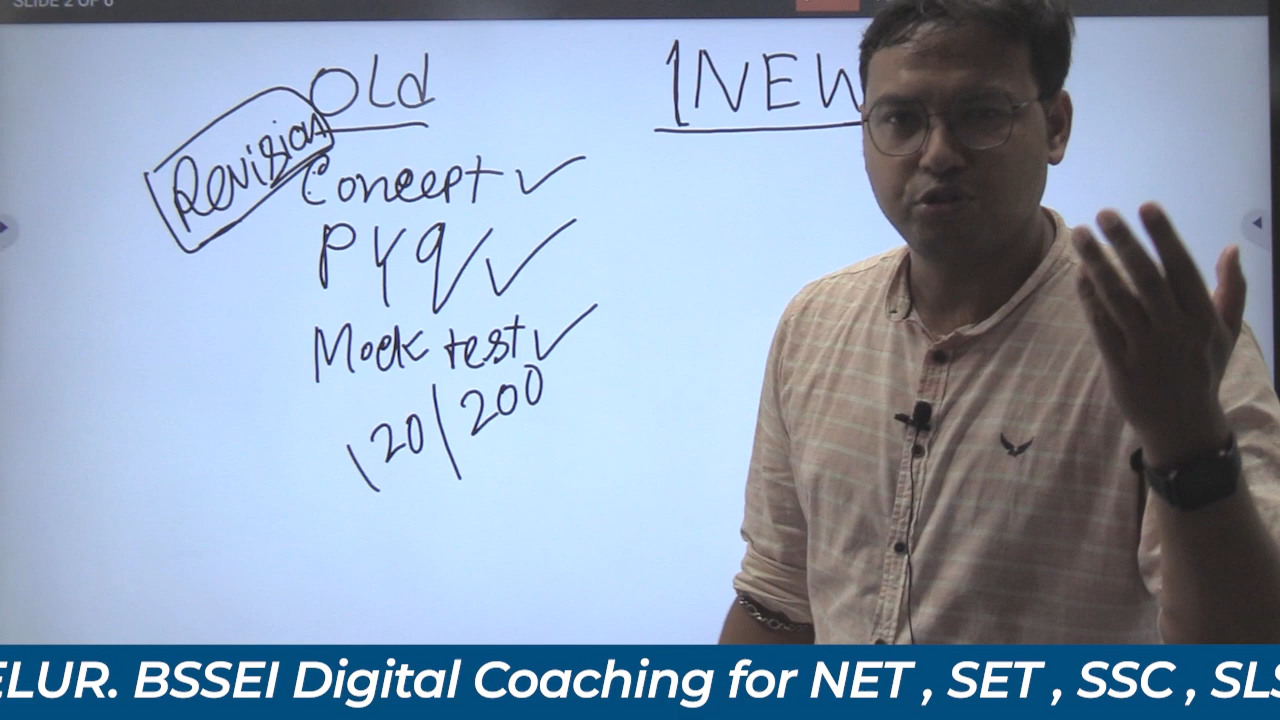 SLIDE 2 OF 6
Old
NEW
Revision
Concept
PYq
Mock test
120/200
ELUR. BSSEI Digital Coaching for NET , SET , SSC , SLS